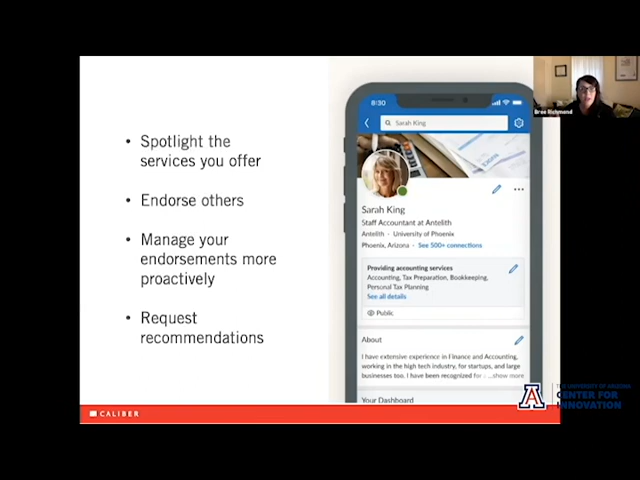 • Spotlight the
services you offer
• Endorse others
• Manage your
endorsements more
proactively
• Request
recommendations
8:30
Sarah King
Sarah King
Staff Accountant at Antelith
Antelith · University of Phoenix
Phoenix, Arizona · See 500+ connections
Providing accounting services
Accounting, Tax Preparation, Bookkeeping,
Personal Tax Planning
See all details
Public
About
I have extensive experience in Finance and Accounting,
working in the high tech industry, for startups, and large
businesses too. I have been recognized for ...show more
Your Dashboard
Bree Richmond
CALIBER
A
THE UNIVERSITY OF ARIZONA
CENTER FOR
INNOVATION